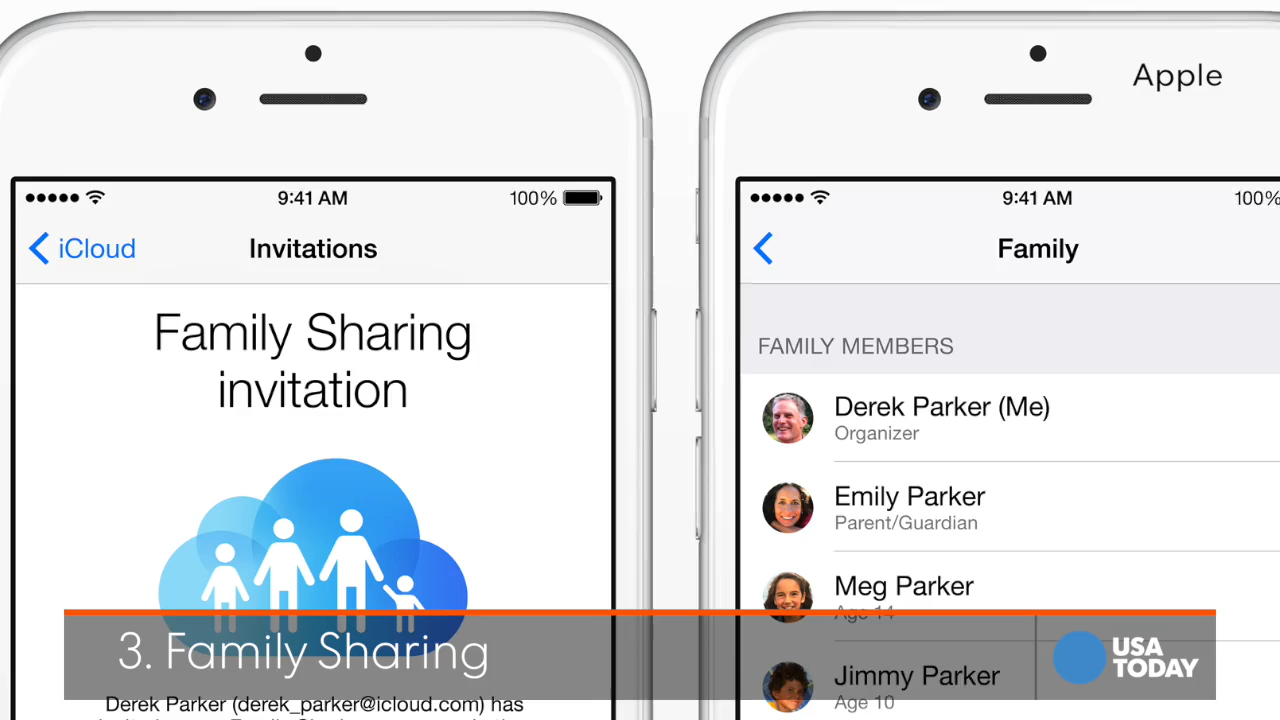 Apple
9:41 AM
100%
iCloud
Invitations
Family Sharing
invitation
Derek Parker (derek_parker@icloud.com) has
9:41 AM
100%
Family
FAMILY MEMBERS
Derek Parker (Me)
Organizer
Emily Parker
Parent/Guardian
Meg Parker
Age 14
Jimmy Parker
Age 10
3. Family Sharing
USA
TODAY